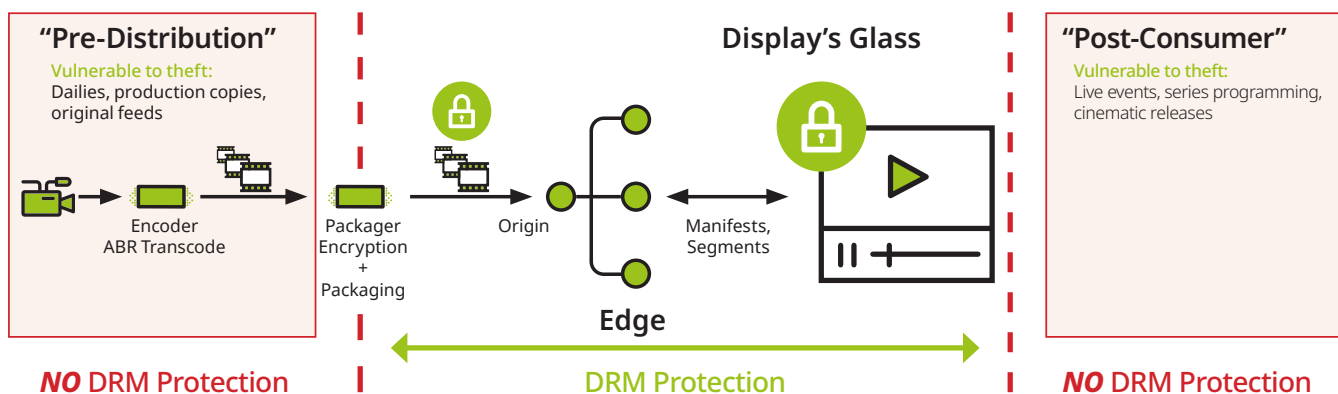 “Pre-Distribution”
Vulnerable to theft:
Dailies, production copies,
original feeds
Encoder
ABR Transcode
Packager
Encryption
+
Packaging
Origin
Edge
Manifests,
Segments
Display’s Glass
“Post-Consumer”
Vulnerable to theft:
Live events, series programming,
cinematic releases
NO DRM Protection
DRM Protection
NO DRM Protection